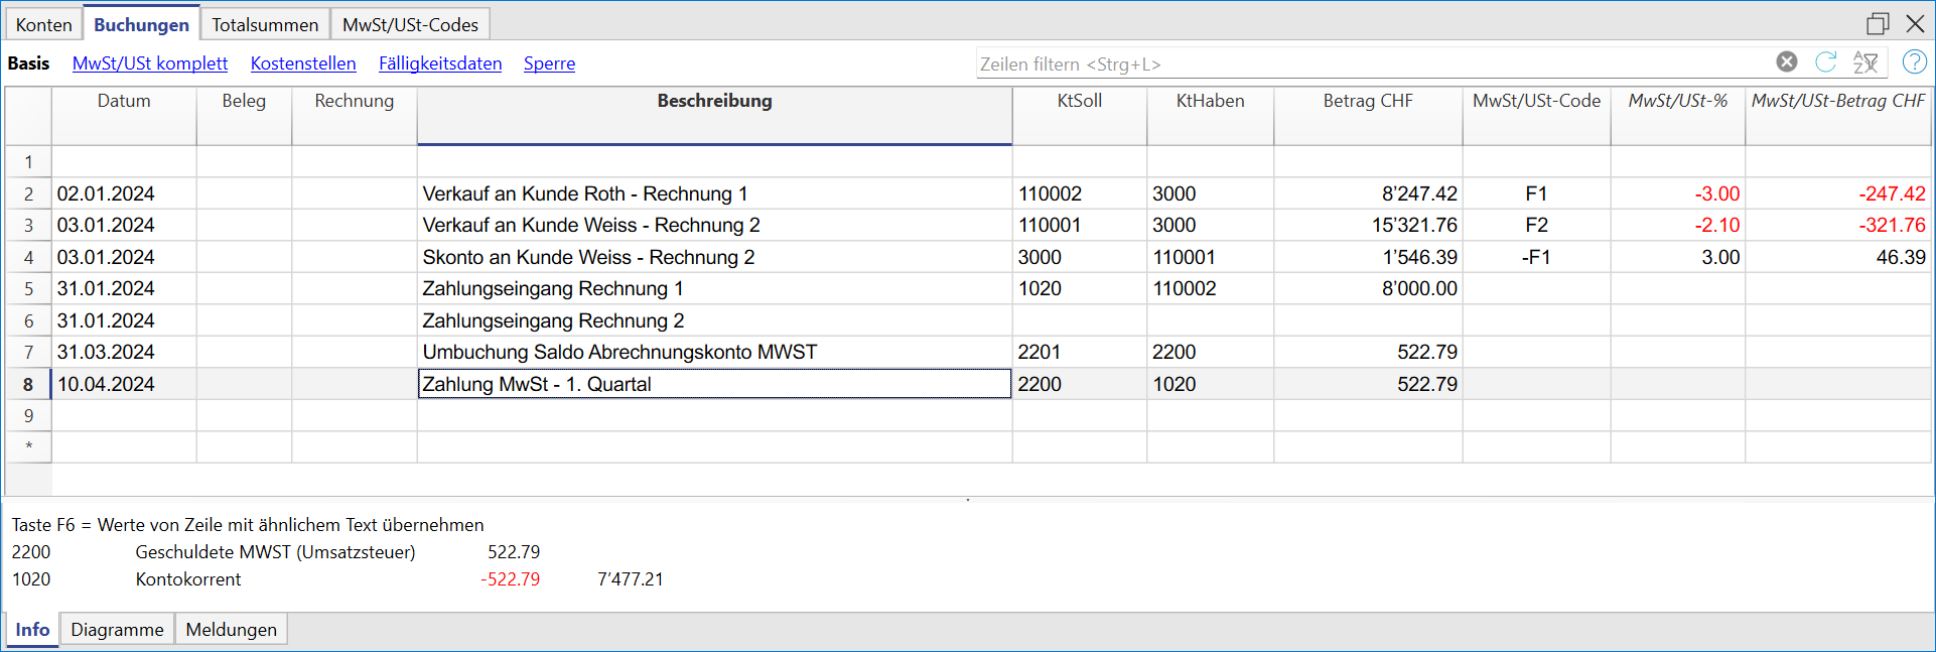 Konten Buchungen Totalsummen MwSt/USt-Codes
Basis MwSt/USt komplett Kostenstellen Fälligkeitsdaten Sperre Zeilen filtern <Strg+L>
Datum Beleg Rechnung Beschreibung KtSoll KtHaben Betrag CHF MwSt/USt-Code MwSt/USt-% MwSt/USt-Betrag CHF
1
2 02.01.2024 Verkauf an Kunde Roth - Rechnung 1 110002 3000 8’247.42 F1 -3.00 -247.42
3 03.01.2024 Verkauf an Kunde Weiss - Rechnung 2 110001 3000 15’321.76 F2 -2.10 -321.76
4 03.01.2024 Skonto an Kunde Weiss - Rechnung 2 3000 110001 1’546.39 -F1 3.00 46.39
5 31.01.2024 Zahlungseingang Rechnung 1 1020 110002 8’000.00
6 31.01.2024 Zahlungseingang Rechnung 2
7 31.03.2024 Umbuchung Saldo Abrechnungskonto MWST 2201 2200 522.79
8 10.04.2024 Zahlung MwSt - 1. Quartal 2200 1020 522.79
9
*
Taste F6 = Werte von Zeile mit ähnlichem Text übernehmen
2200 Geschuldete MWST (Umsatzsteuer) 522.79
1020 Kontokorrent -522.79 7’477.21
Info Diagramme Meldungen